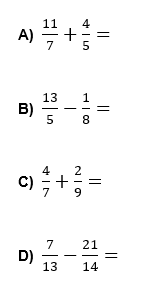 A) 11/7 + 4/5 =
B) 13/5 − 1/8 =
C) 4/7 + 2/9 =
D) 7/13 − 21/14 =